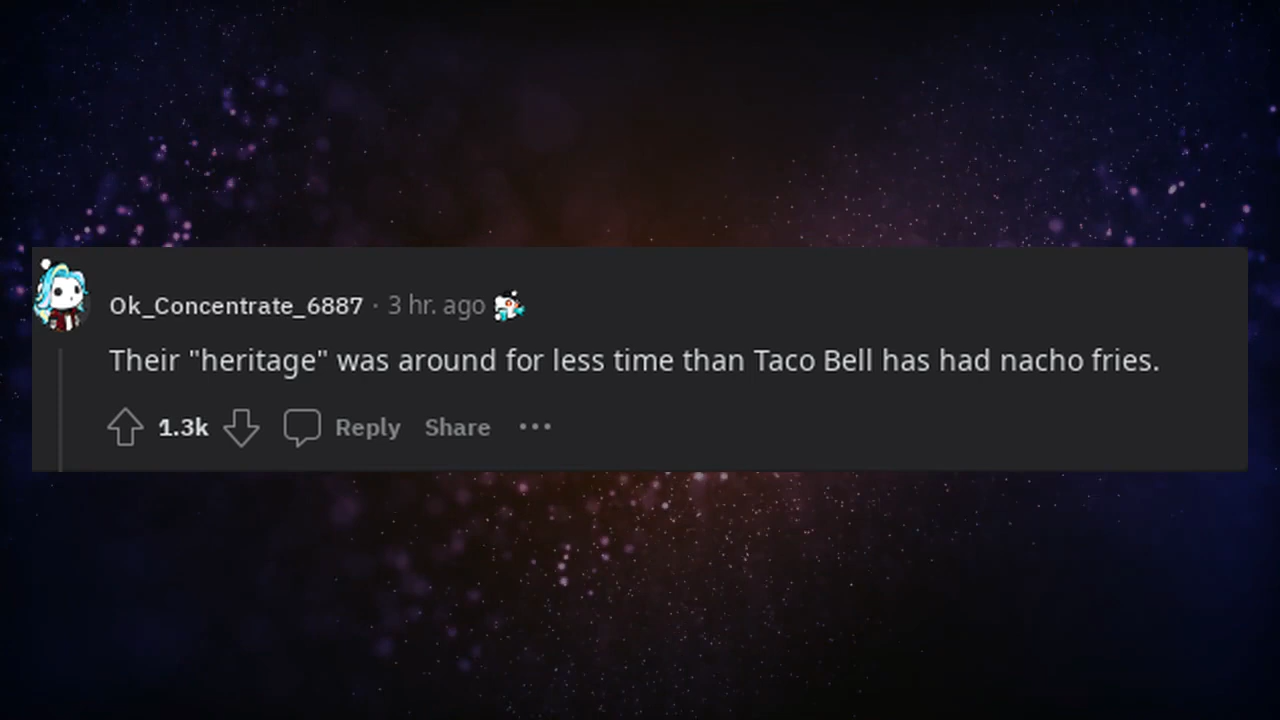 Ok_Concentrate_6887 · 3 hr. ago
Their "heritage" was around for less time than Taco Bell has had nacho fries.
1.3k Reply Share ···